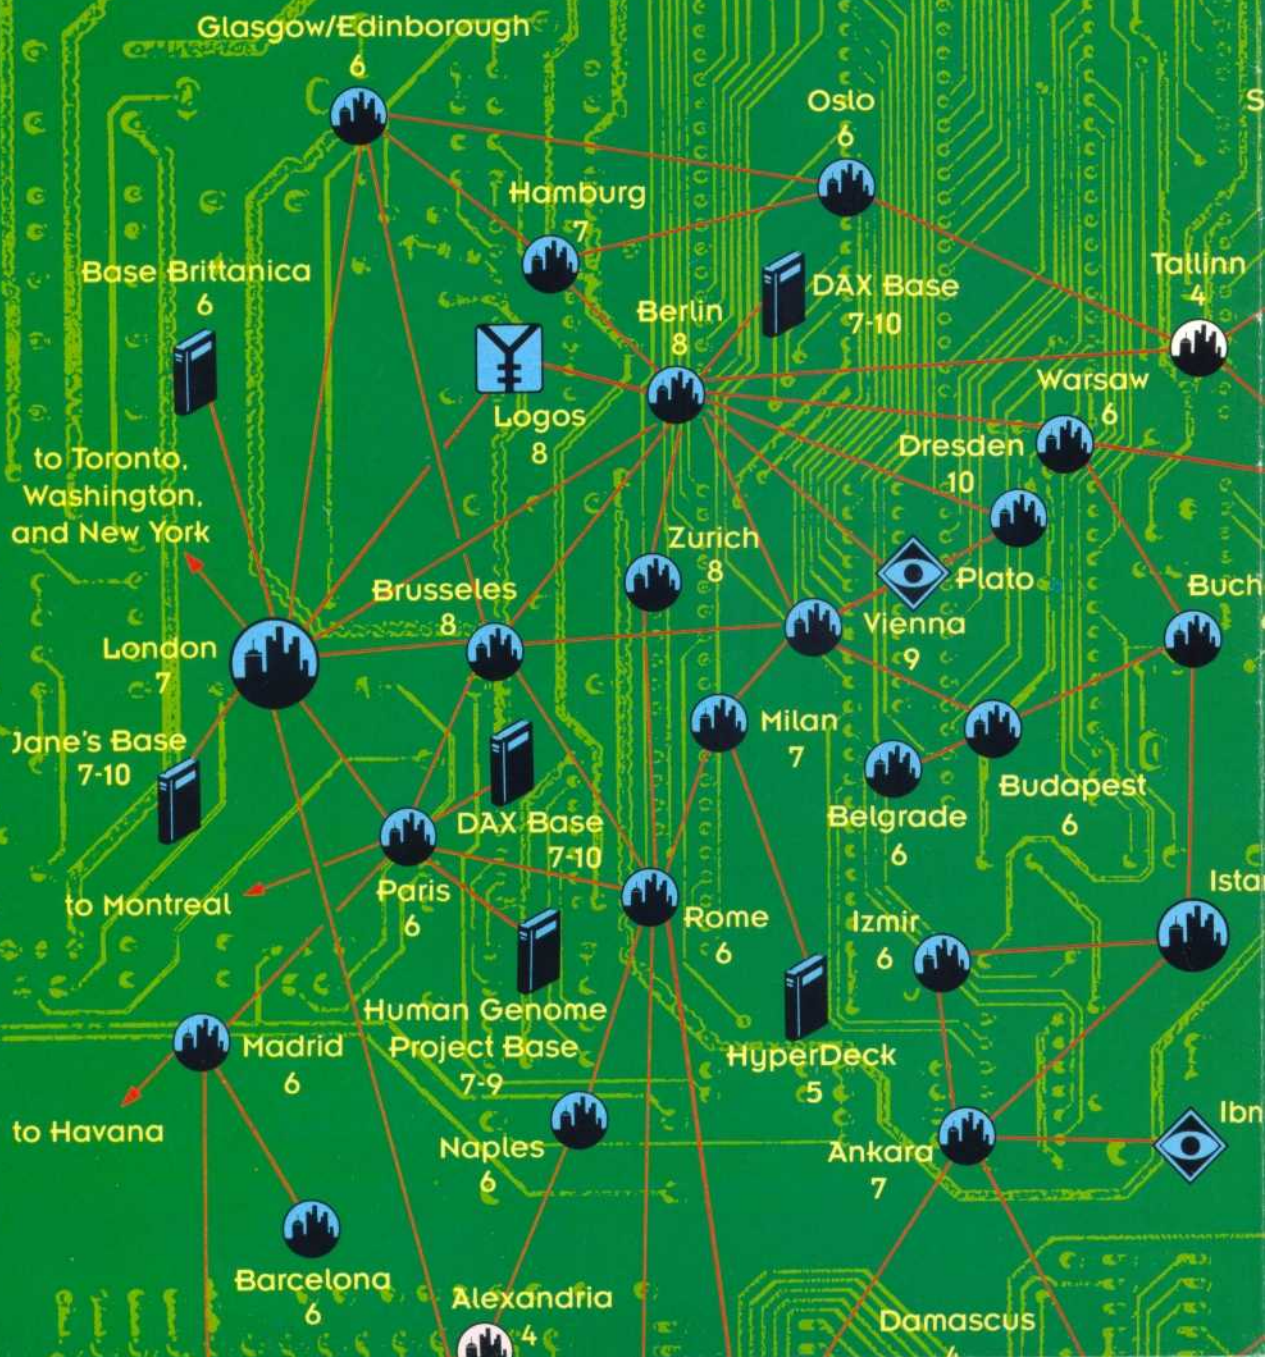 Glasgow/Edinborough
6
Oslo
6
Hamburg
7
Base Brittanica
6
Tallinn
4
DAX Base
7-10
Berlin
8
Warsaw
6
Logos
8
Dresden
10
to Toronto,
Washington,
and New York
Zurich
8
Plato
Buch
Brusseles
8
Vienna
9
London
7
Milan
7
Jane's Base
7-10
Budapest
6
Belgrade
6
DAX Base
7-10
Paris
6
to Montreal
Rome
6
Izmir
6
Ista
Human Genome
Project Base
7-9
Madrid
6
HyperDeck
5
to Havana
Naples
6
Ankara
7
Ibn
Barcelona
6
Alexandria
4
Damascus